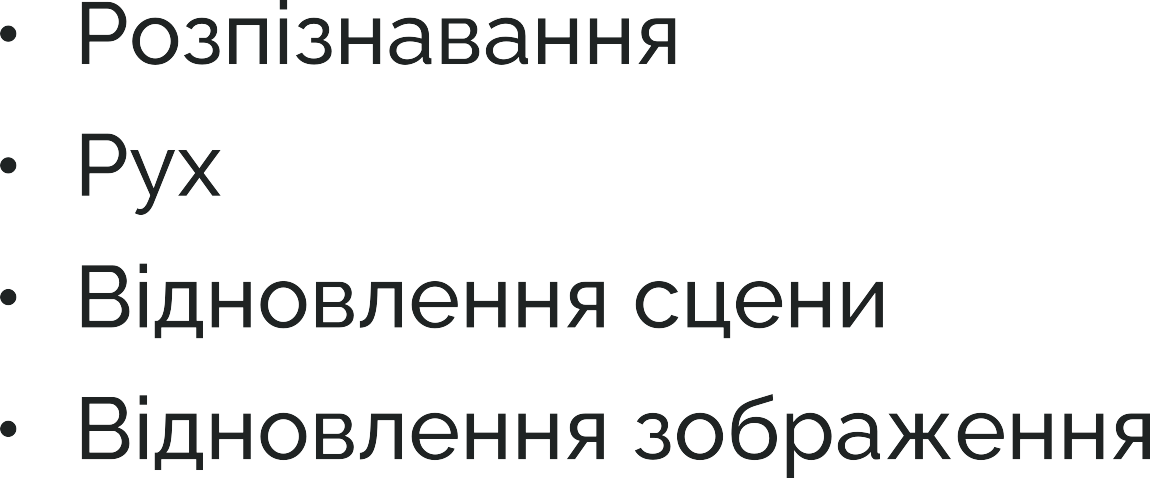 • Розпізнавання
• Рух
• Відновлення сцени
• Відновлення зображення